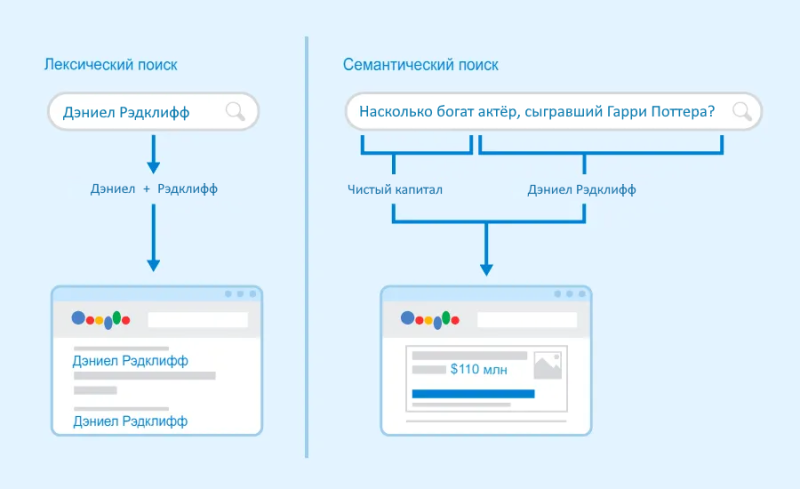 Лексический поиск
Дэниел Рэдклифф
Дэниел + Рэдклифф
Дэниел Рэдклифф
Дэниел Рэдклифф
Семантический поиск
Насколько богат актёр, сыгравший Гарри Поттера?
Чистый капитал
Дэниел Рэдклифф
$110 млн